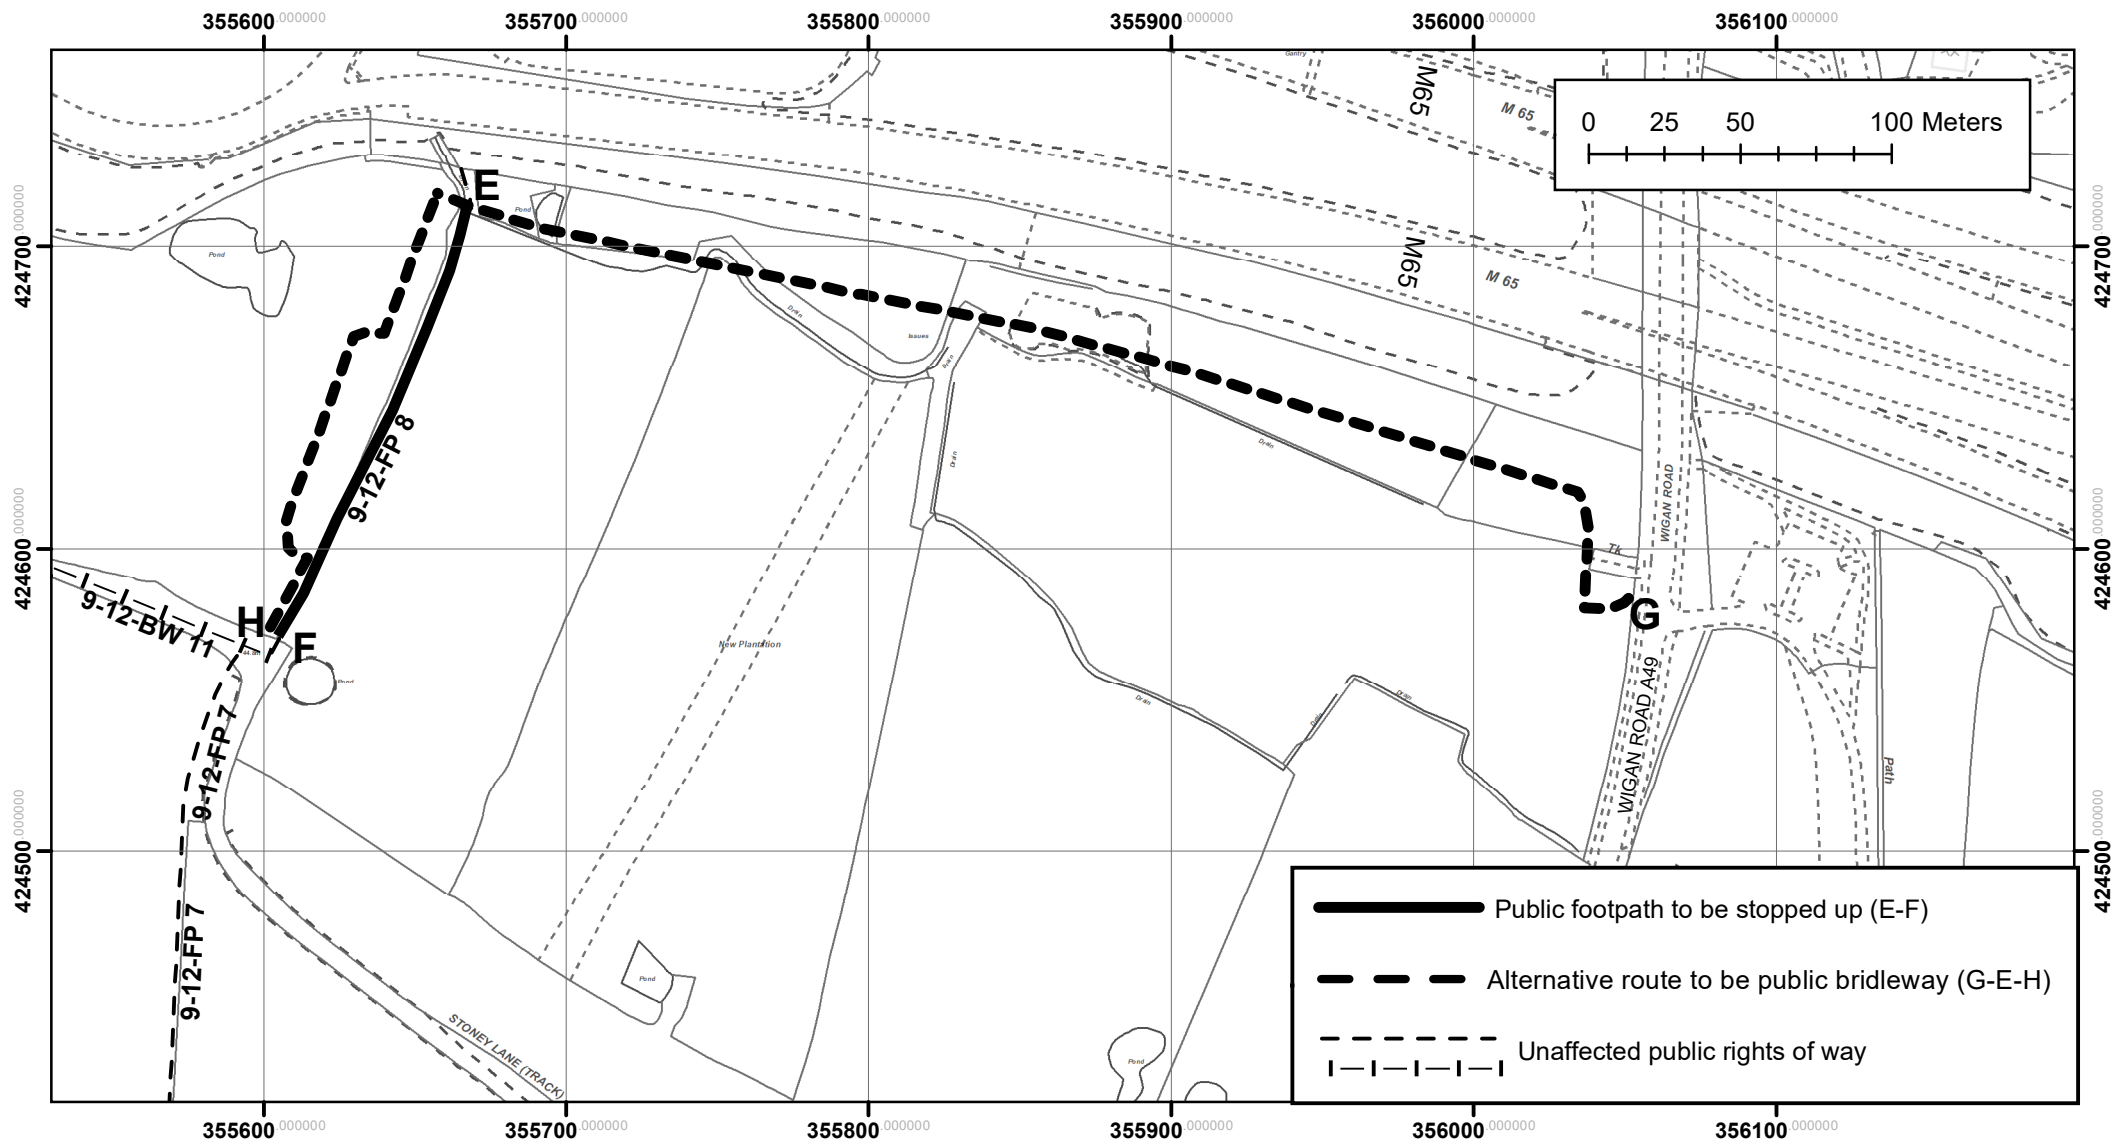 355600.000000 355700.000000 355800.000000 355900.000000 356000.000000 356100.000000
Gantry
M65
M 65
0 25 50 100 Meters
E
Pond
424700.000000
424700.000000
Pond
M65
M 65
Drain
Issues
Drain
9-12-FP 8
Drain
Drain
WIGAN ROAD
Tk
424600.000000
424600.000000
H
9-12-BW 11
F
G
New Plantation
Pond
Drain
Drain
Drain
WIGAN ROAD A49
9-12-FP 7
Path
424500.000000
424500.000000
9-12-FP 7
Pond
STONEY LANE (TRACK)
Pond
Public footpath to be stopped up (E-F)
Alternative route to be public bridleway (G-E-H)
Unaffected public rights of way
355600.000000 355700.000000 355800.000000 355900.000000 356000.000000 356100.000000